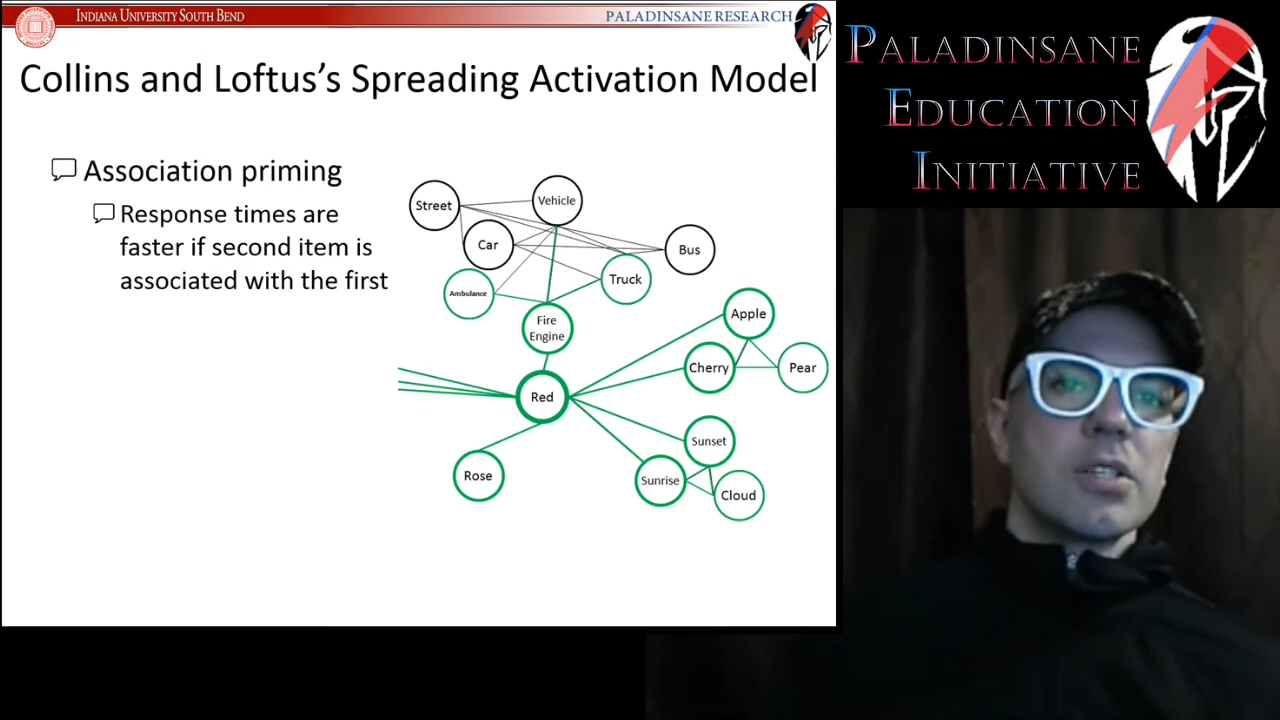 INDIANA UNIVERSITY SOUTH BEND
PALADINSANE RESEARCH
PALADINSANE
EDUCATION
INITIATIVE
Collins and Loftus’s Spreading Activation Model
Association priming
Response times are
faster if second item is
associated with the first
Street
Vehicle
Car
Bus
Ambulance
Truck
Fire
Engine
Apple
Cherry
Pear
Red
Sunset
Rose
Sunrise
Cloud